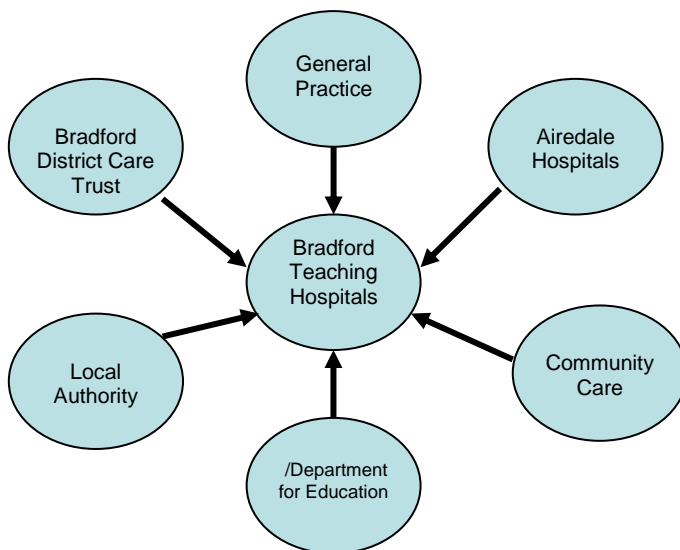 General
Practice
Bradford
District Care
Trust
Airedale
Hospitals
Bradford
Teaching
Hospitals
Local
Authority
Community
Care
/Department
for Education